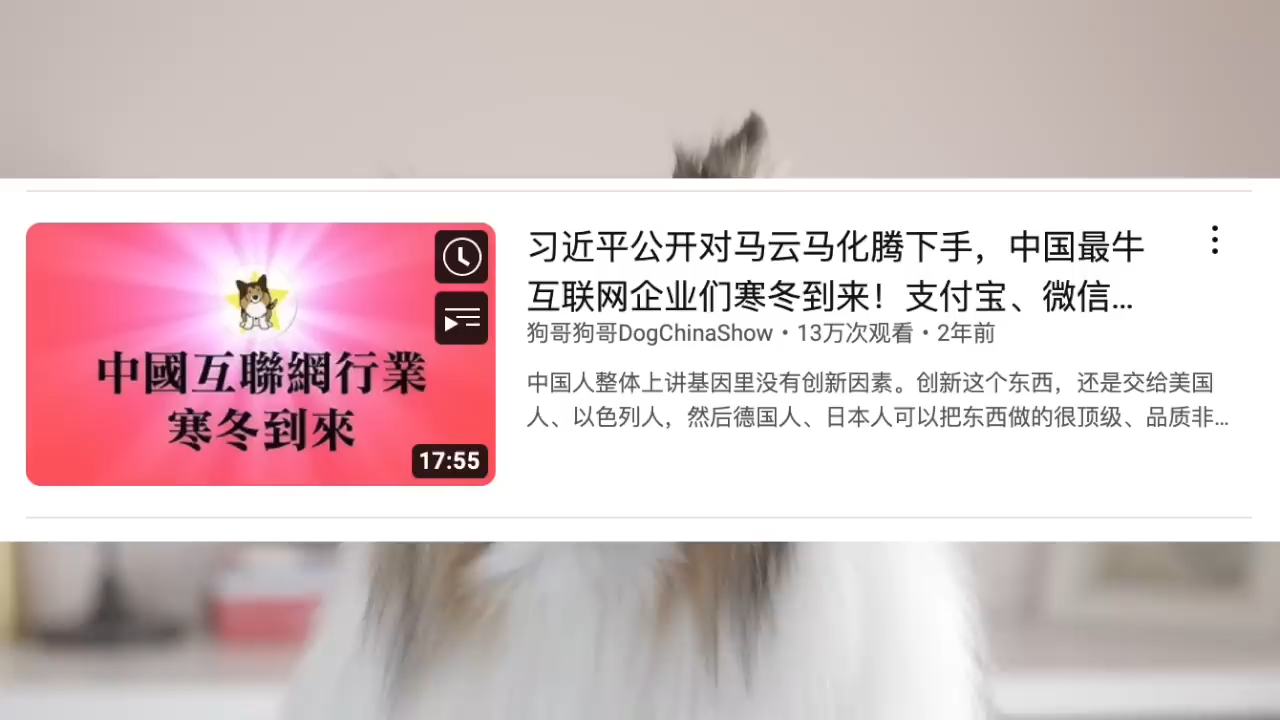 中國互聯網行業
寒冬到來
17:55
习近平公开对马云马化腾下手，中国最牛
互联网企业们寒冬到来！支付宝、微信...
狗哥狗哥DogChinaShow・13万次观看・2年前
中国人整体上讲基因里没有创新因素。创新这个东西，还是交给美国
人、以色列人，然后德国人、日本人可以把东西做的很顶级、品质非...